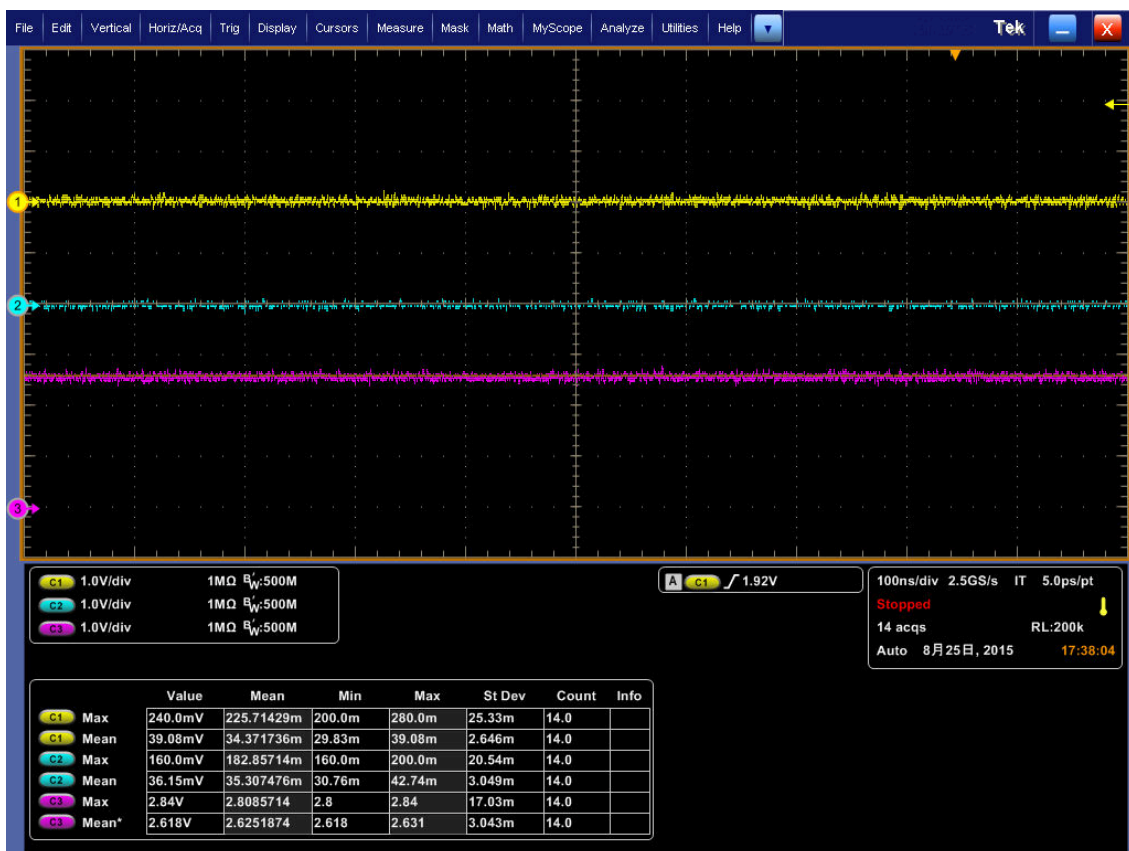 File Edit Vertical Horiz/Acq Trig Display Cursors Measure Mask Math MyScope Analyze Utilities Help Tek X
1
2
3
C1 1.0V/div 1MΩ BW:500M
C2 1.0V/div 1MΩ BW:500M
C3 1.0V/div 1MΩ BW:500M
A C1 1.92V
100ns/div 2.5GS/s IT 5.0ps/pt
Stopped
14 acqs RL:200k
Auto 8月25日, 2015 17:38:04
Value Mean Min Max St Dev Count Info
C1 Max 240.0mV 225.71429m 200.0m 280.0m 25.33m 14.0
C1 Mean 39.08mV 34.371736m 29.83m 39.08m 2.646m 14.0
C2 Max 160.0mV 182.85714m 160.0m 200.0m 20.54m 14.0
C2 Mean 36.15mV 35.307476m 30.76m 42.74m 3.049m 14.0
C3 Max 2.84V 2.8085714 2.8 2.84 17.03m 14.0
C3 Mean* 2.618V 2.6251874 2.618 2.631 3.043m 14.0